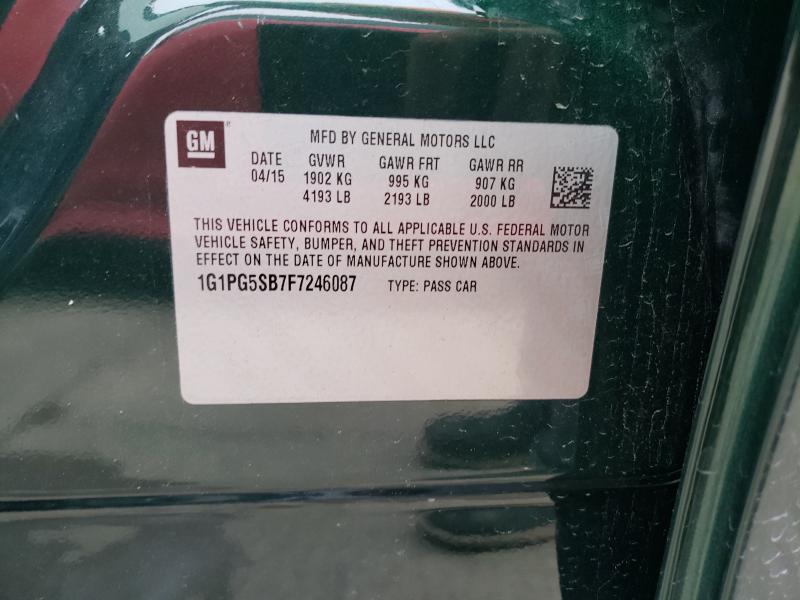 GM
MFD BY GENERAL MOTORS LLC
DATE GVWR GAWR FRT GAWR RR
04/15 1902 KG 995 KG 907 KG
4193 LB 2193 LB 2000 LB
THIS VEHICLE CONFORMS TO ALL APPLICABLE U.S. FEDERAL MOTOR
VEHICLE SAFETY, BUMPER, AND THEFT PREVENTION STANDARDS IN
EFFECT ON THE DATE OF MANUFACTURE SHOWN ABOVE.
1G1PG5SB7F7246087 TYPE: PASS CAR